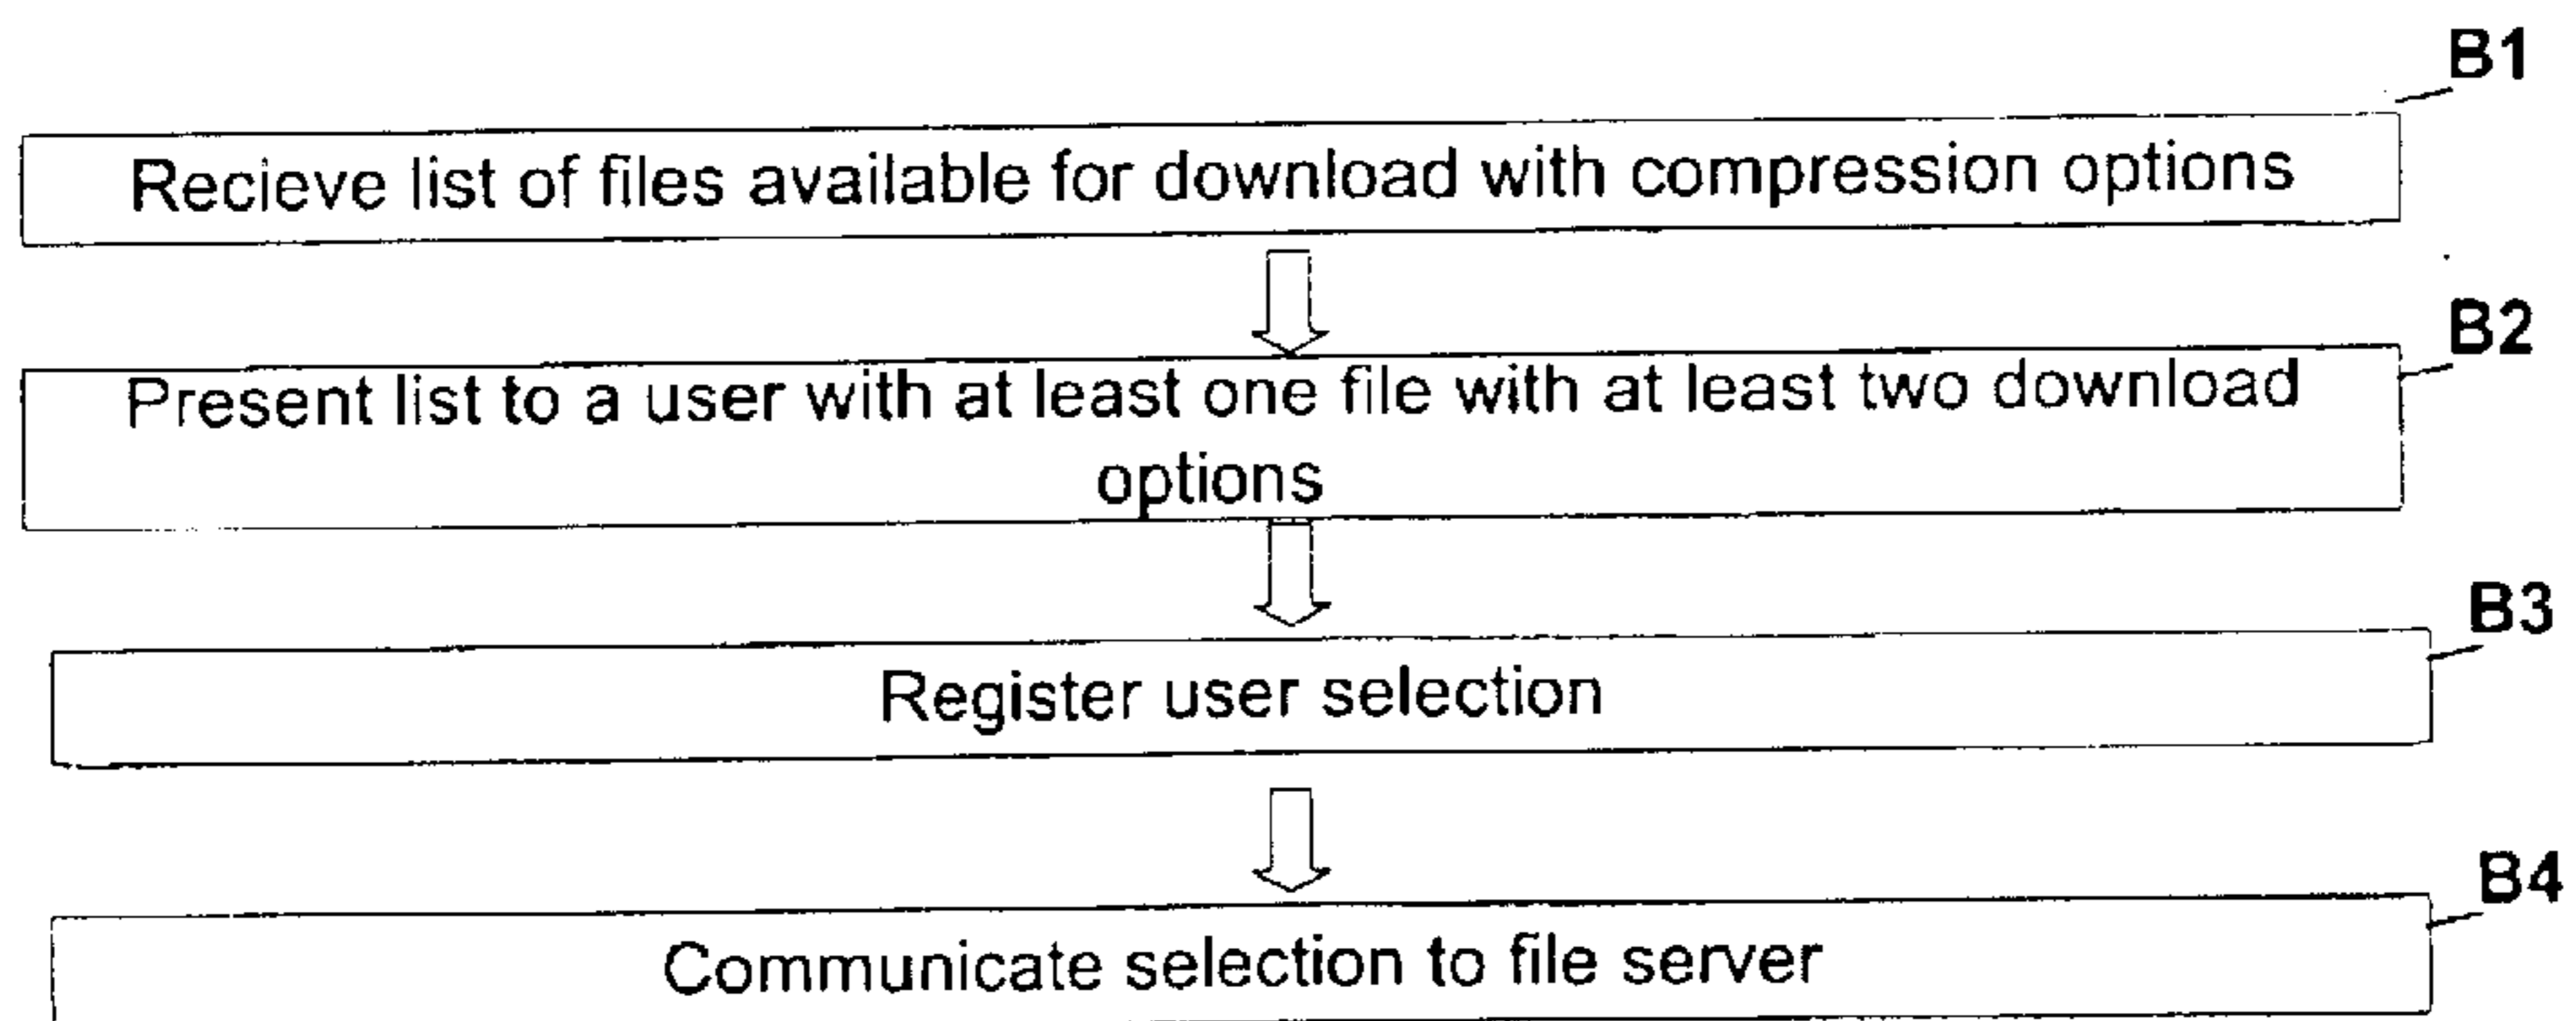 B1
Recieve list of files available for download with compression options
B2
Present list to a user with at least one file with at least two download
options
B3
Register user selection
B4
Communicate selection to file server